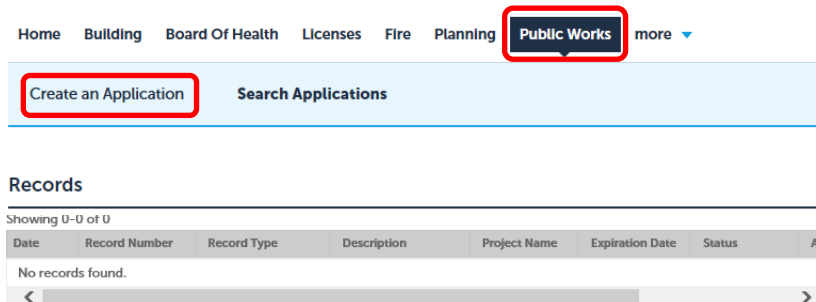 Home Building Board Of Health Licenses Fire Planning Public Works more
Create an Application Search Applications
Records
Showing 0-0 of 0
Date Record Number Record Type Description Project Name Expiration Date Status A
No records found.